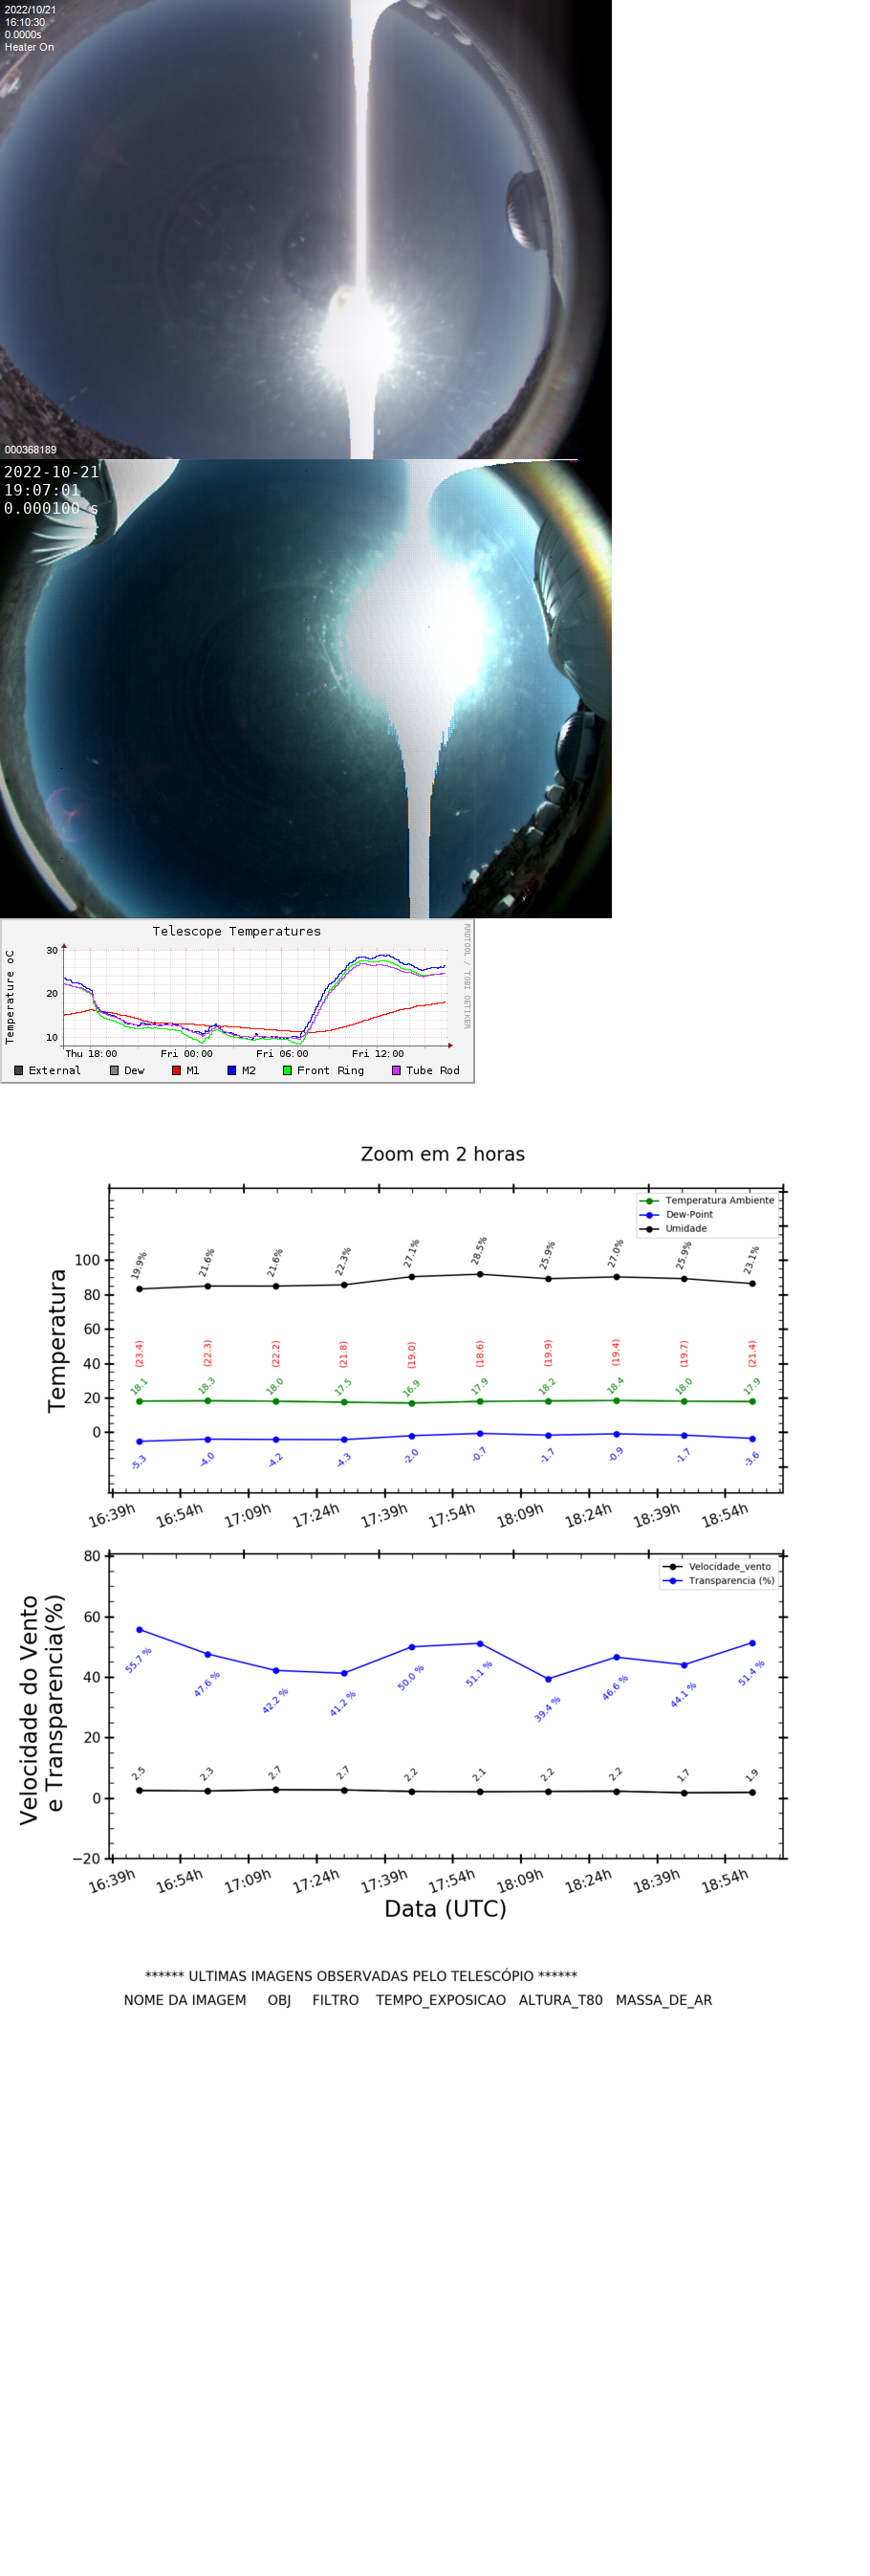 2022/10/21
16:10:30
0.0000s
Heater On
000368189
2022-10-21
19:07:01
0.000100 s
Telescope Temperatures
RRDTOOL / TOBI OETIKER
Temperature oC
30
20
10
Thu 18:00 Fri 00:00 Fri 06:00 Fri 12:00
External Dew M1 M2 Front Ring Tube Rod
Zoom em 2 horas
Temperatura Ambiente
Dew-Point
Umidade
Temperatura
100
80
60
40
20
0
19.9% 21.6% 21.6% 22.3% 27.1% 28.5% 25.9% 27.0% 25.9% 23.1%
(23.4) (22.3) (22.2) (21.8) (19.0) (18.6) (19.9) (19.4) (19.7) (21.4)
18.1 18.3 18.0 17.5 16.9 17.9 18.2 18.4 18.0 17.9
-5.3 -4.0 -4.2 -4.3 -2.0 -0.7 -1.7 -0.9 -1.7 -3.6
16:39h 16:54h 17:09h 17:24h 17:39h 17:54h 18:09h 18:24h 18:39h 18:54h
Velocidade_vento
Transparencia (%)
Velocidade do Vento
e Transparencia(%)
80
60
40
20
0
−20
55.7 % 47.6 % 42.2 % 41.2 % 50.0 % 51.1 % 39.4 % 46.6 % 44.1 % 51.4 %
2.5 2.3 2.7 2.7 2.2 2.1 2.2 2.2 1.7 1.9
16:39h 16:54h 17:09h 17:24h 17:39h 17:54h 18:09h 18:24h 18:39h 18:54h
Data (UTC)
****** ULTIMAS IMAGENS OBSERVADAS PELO TELESCÓPIO ******
NOME DA IMAGEM OBJ FILTRO TEMPO_EXPOSICAO ALTURA_T80 MASSA_DE_AR